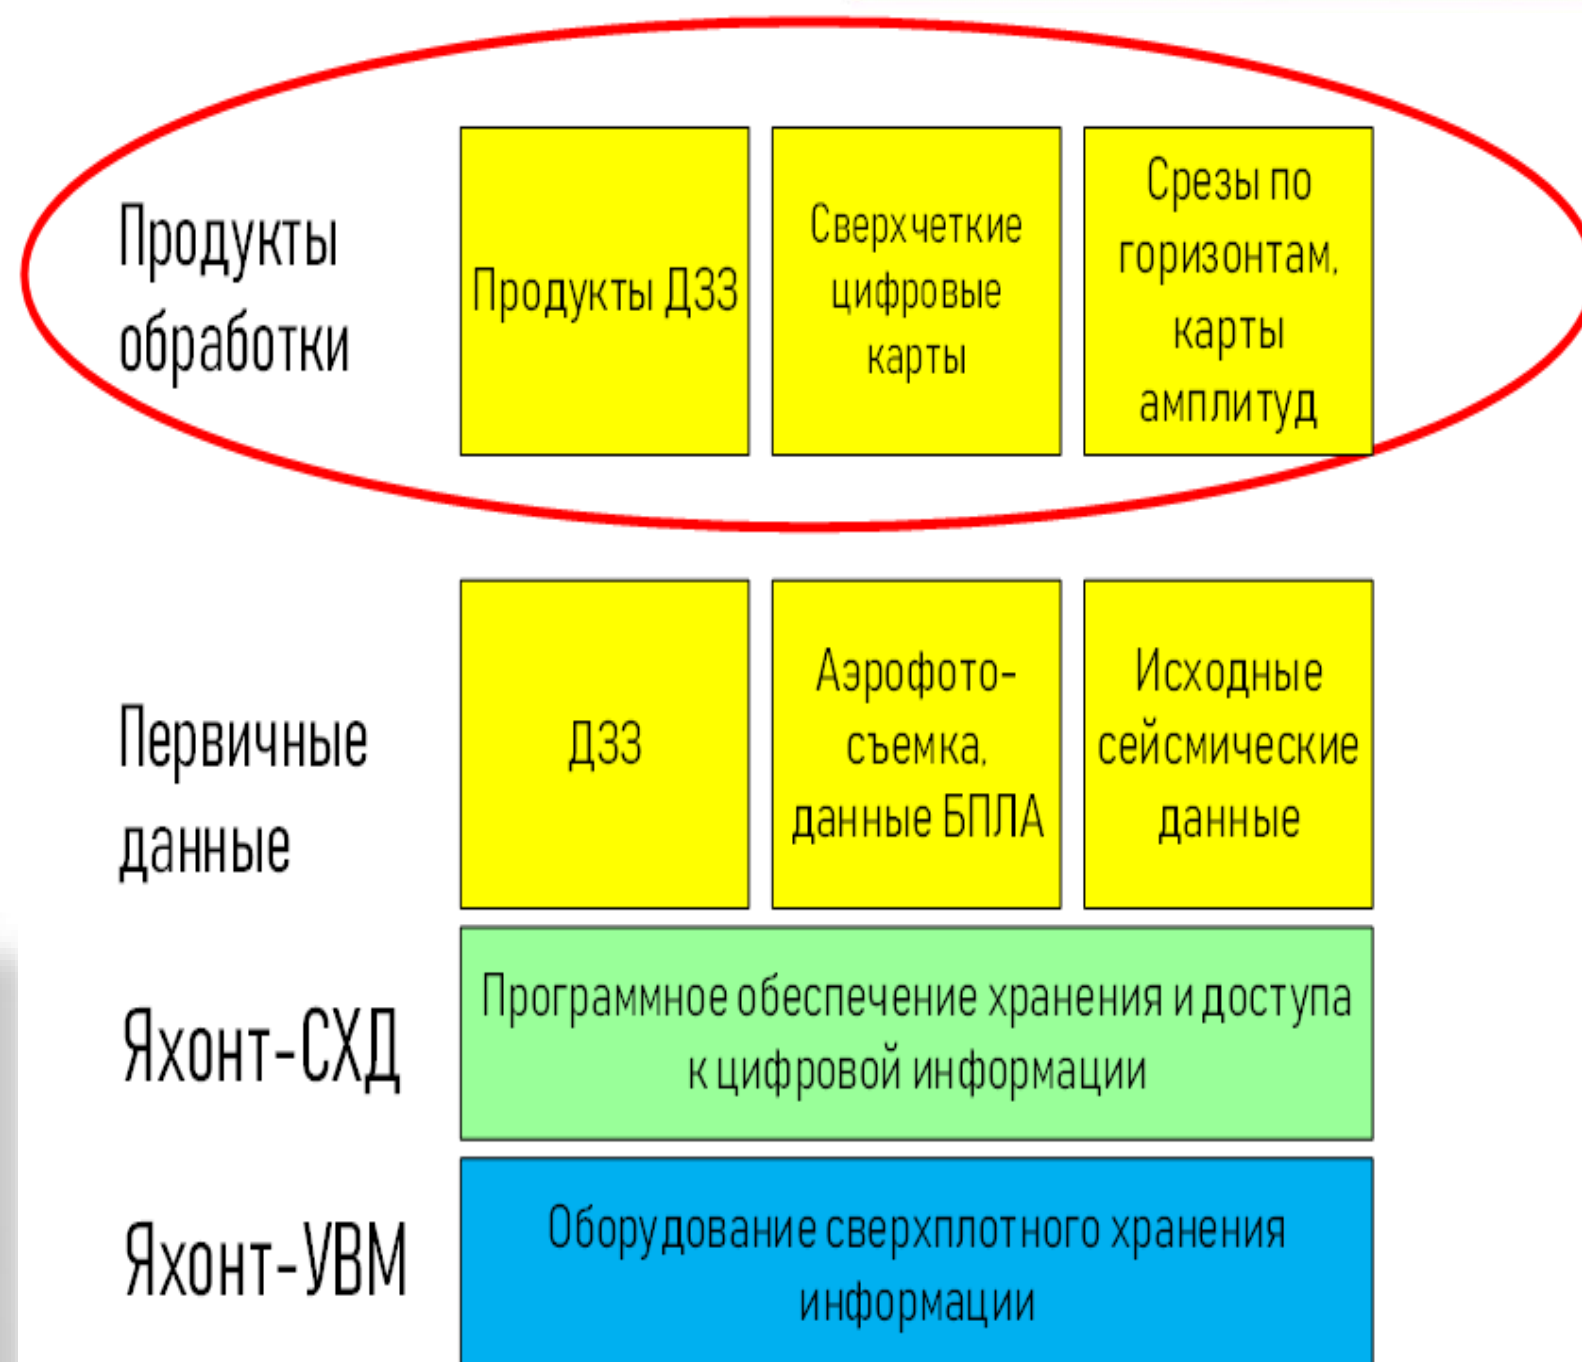 Продукты
обработки
Продукты ДЗЗ
Сверхчеткие
цифровые
карты
Срезы по
горизонтам,
карты
амплитуд
Первичные
данные
ДЗЗ
Аэрофото-
съемка,
данные БПЛА
Исходные
сейсмические
данные
Яхонт-СХД
Программное обеспечение хранения и доступа
к цифровой информации
Яхонт-УВМ
Оборудование сверхплотного хранения
информации